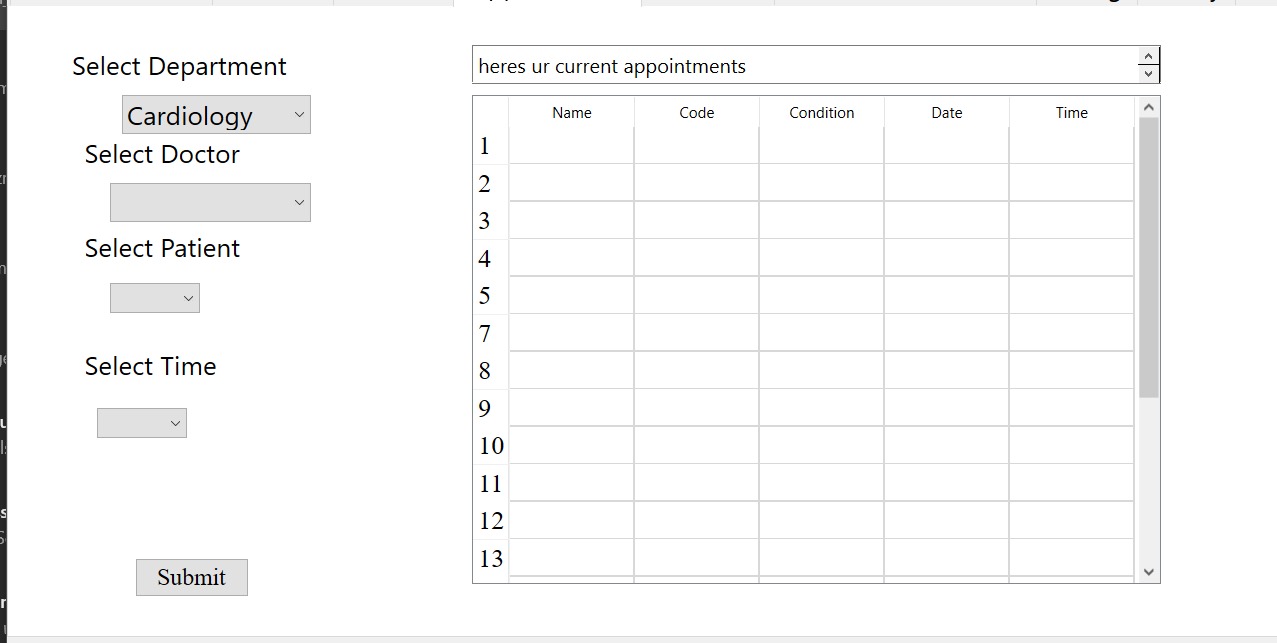 Select Department
Cardiology
Select Doctor
Select Patient
Select Time
Submit
heres ur current appointments
Name Code Condition Date Time
1
2
3
4
5
7
8
9
10
11
12
13